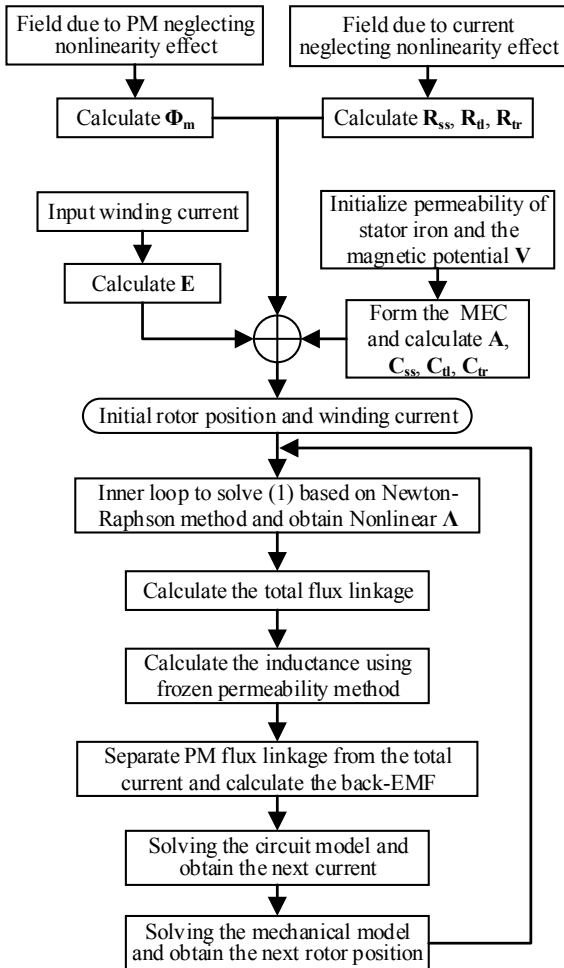 Field due to PM
neglecting
nonlinearity effect
Field due to current
neglecting
nonlinearity effect
Calculate Φm
Calculate Rss, Rtl, Rtr
Input winding current
Calculate E
Initialize permeability of
stator iron and the
magnetic potential V
Form the MEC
and calculate A,
Css, Ctl, Ctr
Initial rotor position and winding current
Inner loop to solve (1) based on Newton-
Raphson method and obtain Nonlinear Λ
Calculate the total flux linkage
Calculate the inductance using
frozen permeability method
Separate PM flux linkage from the total
current and calculate the back-EMF
Solving the circuit model and
obtain the next current
Solving the mechanical model
and obtain the next rotor position